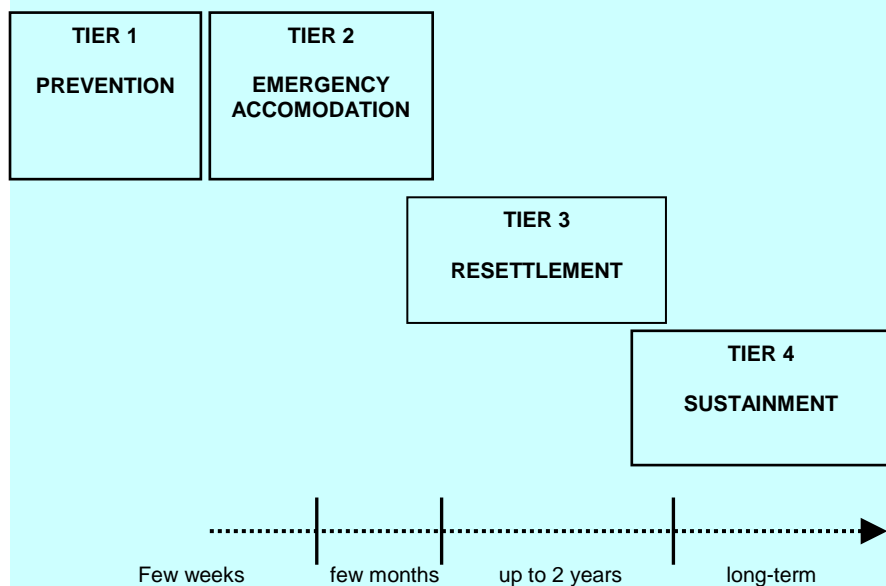 TIER 1
PREVENTION
TIER 2
EMERGENCY
ACCOMODATION
TIER 3
RESETTLEMENT
TIER 4
SUSTAINMENT
Few weeks
few months
up to 2 years
long-term